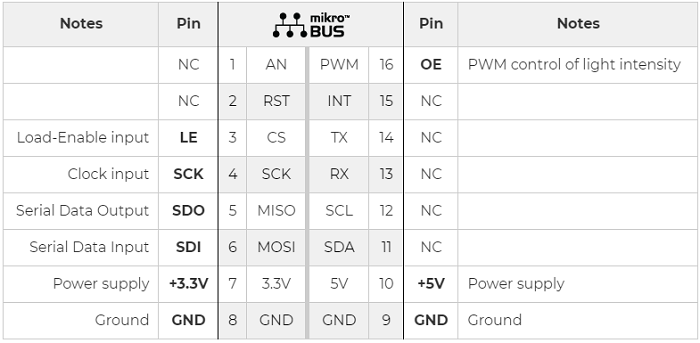 Notes Pin mikro™ BUS Pin Notes
NC 1 AN PWM 16 OE PWM control of light intensity
NC 2 RST INT 15 NC
Load-Enable input LE 3 CS TX 14 NC
Clock input SCK 4 SCK RX 13 NC
Serial Data Output SDO 5 MISO SCL 12 NC
Serial Data Input SDI 6 MOSI SDA 11 NC
Power supply +3.3V 7 3.3V 5V 10 +5V Power supply
Ground GND 8 GND GND 9 GND Ground